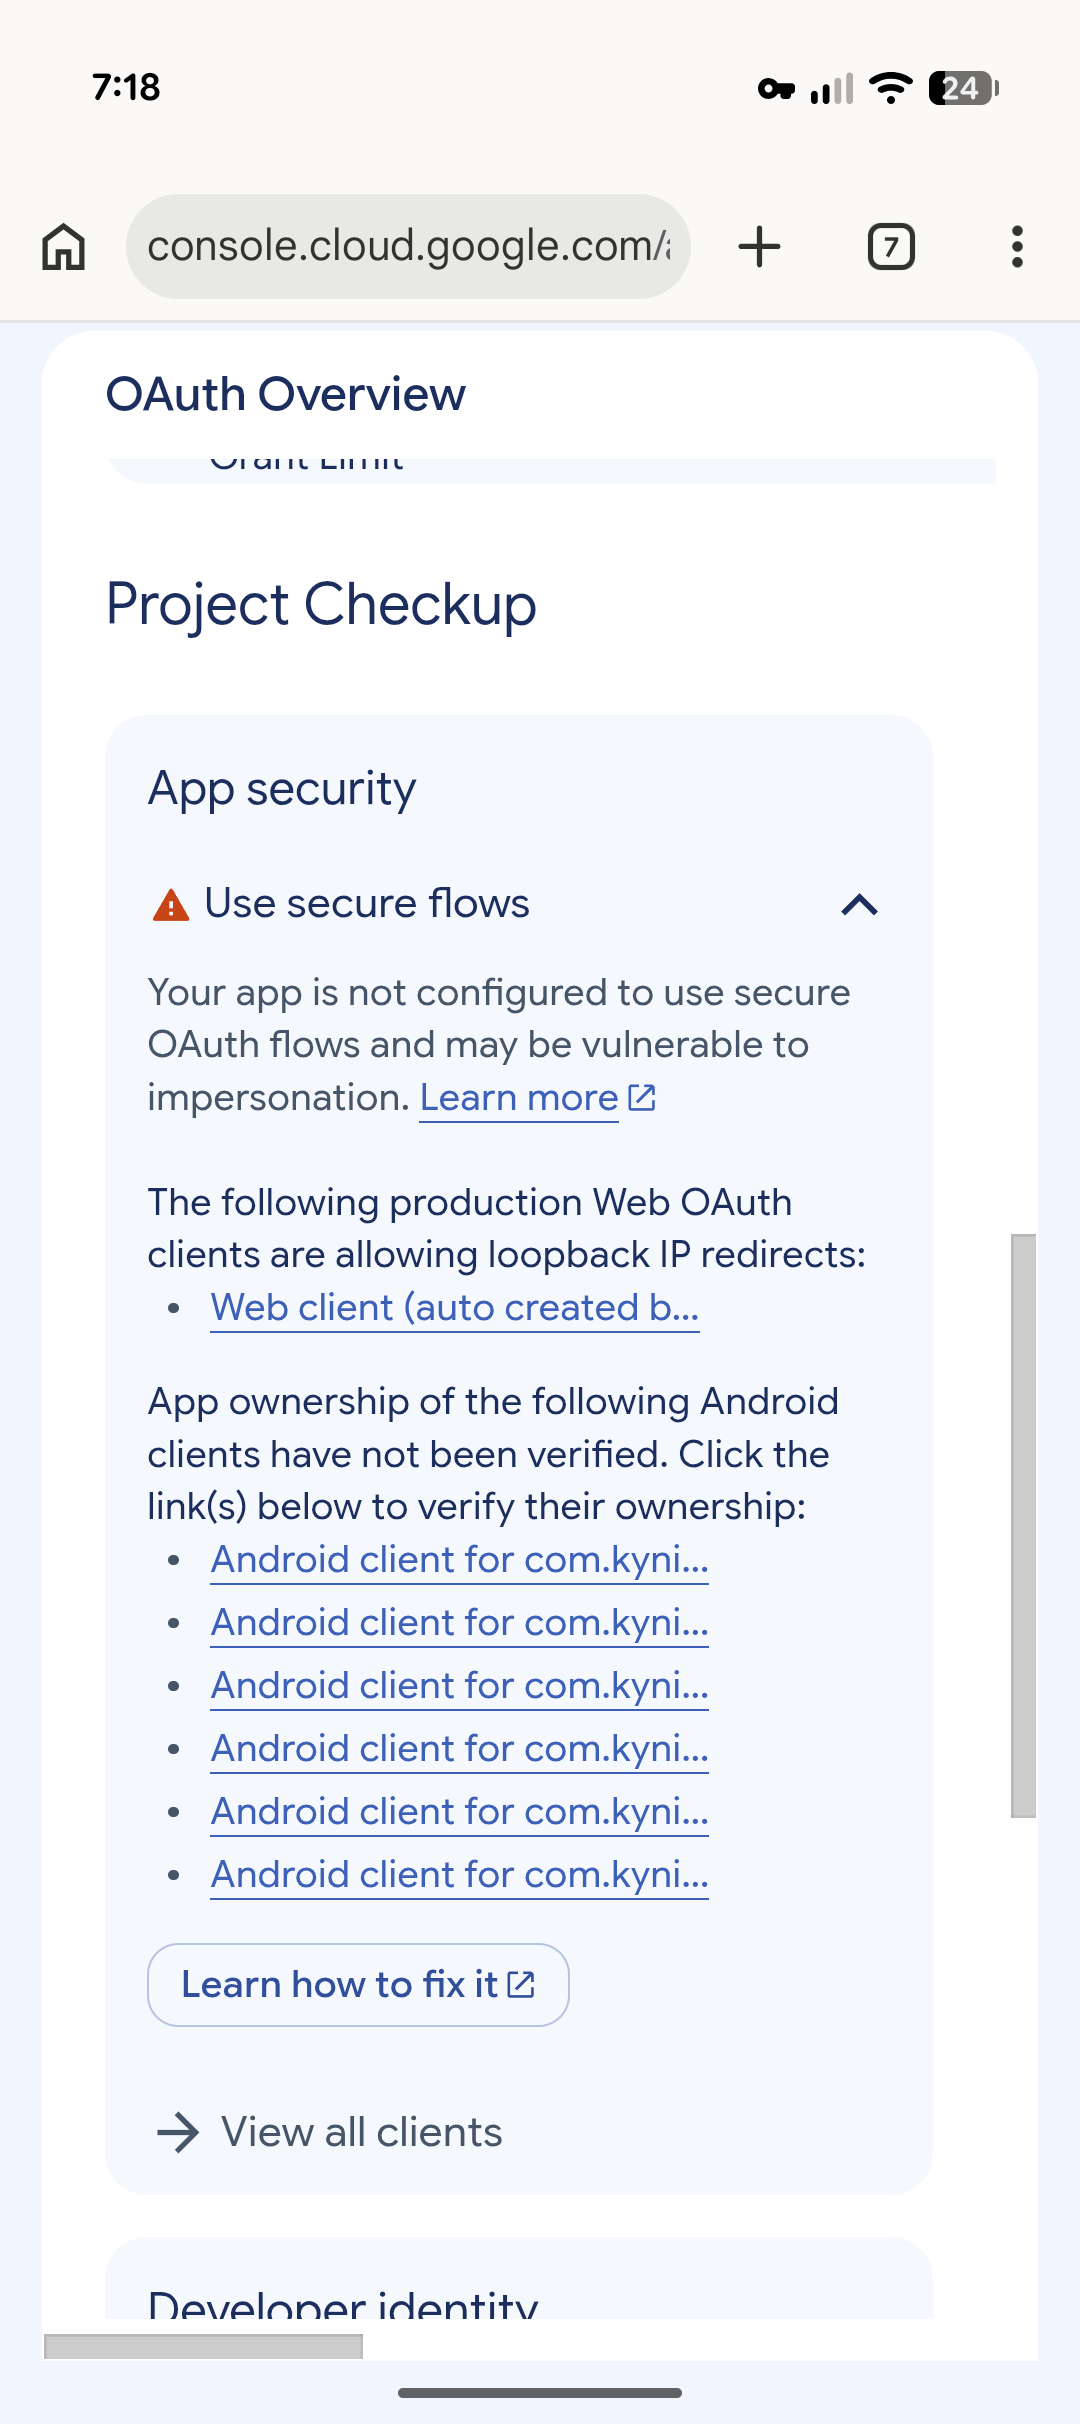 7:18
24
console.cloud.google.com/
7
OAuth Overview
Grant Limit
Project Checkup
App security
Use secure flows
Your app is not configured to use secure
OAuth flows and may be vulnerable to
impersonation. Learn more
The following production Web OAuth
clients are allowing loopback IP redirects:
• Web client (auto created b...
App ownership of the following Android
clients have not been verified. Click the
link(s) below to verify their ownership:
• Android client for com.kyni...
• Android client for com.kyni...
• Android client for com.kyni...
• Android client for com.kyni...
• Android client for com.kyni...
• Android client for com.kyni...
Learn how to fix it
View all clients
Developer identity